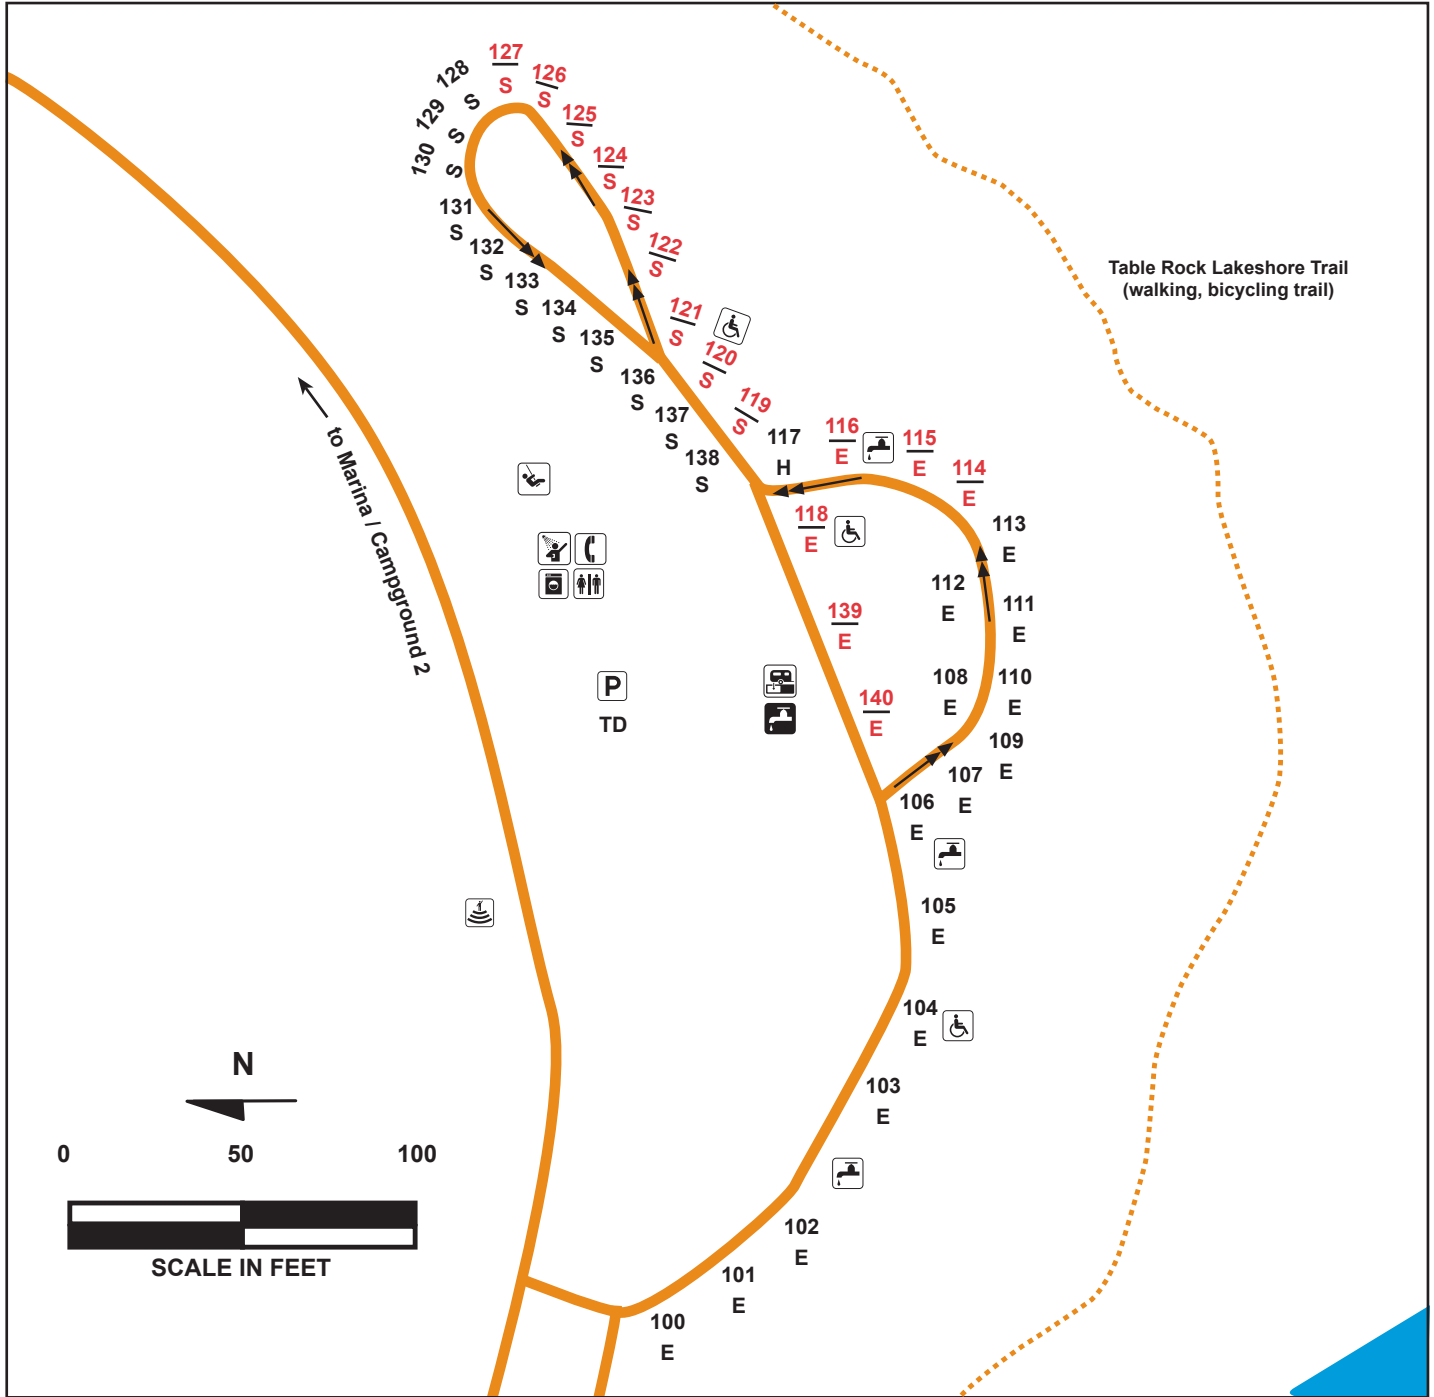 127
S
128
S
126
S
129
S
125
S
130
S
124
S
123
S
131
S
122
S
132
S
133
S
134
S
121
S
135
S
120
S
136
S
119
S
137
S
138
S
117
H
116
E
115
E
114
E
118
E
113
E
112
E
111
E
139
E
108
E
110
E
140
E
109
E
107
E
106
E
105
E
104
E
103
E
102
E
101
E
100
E
Table Rock Lakeshore Trail
(walking, bicycling trail)
to Marina / Campground 2
P
TD
N
0 50 100
SCALE IN FEET